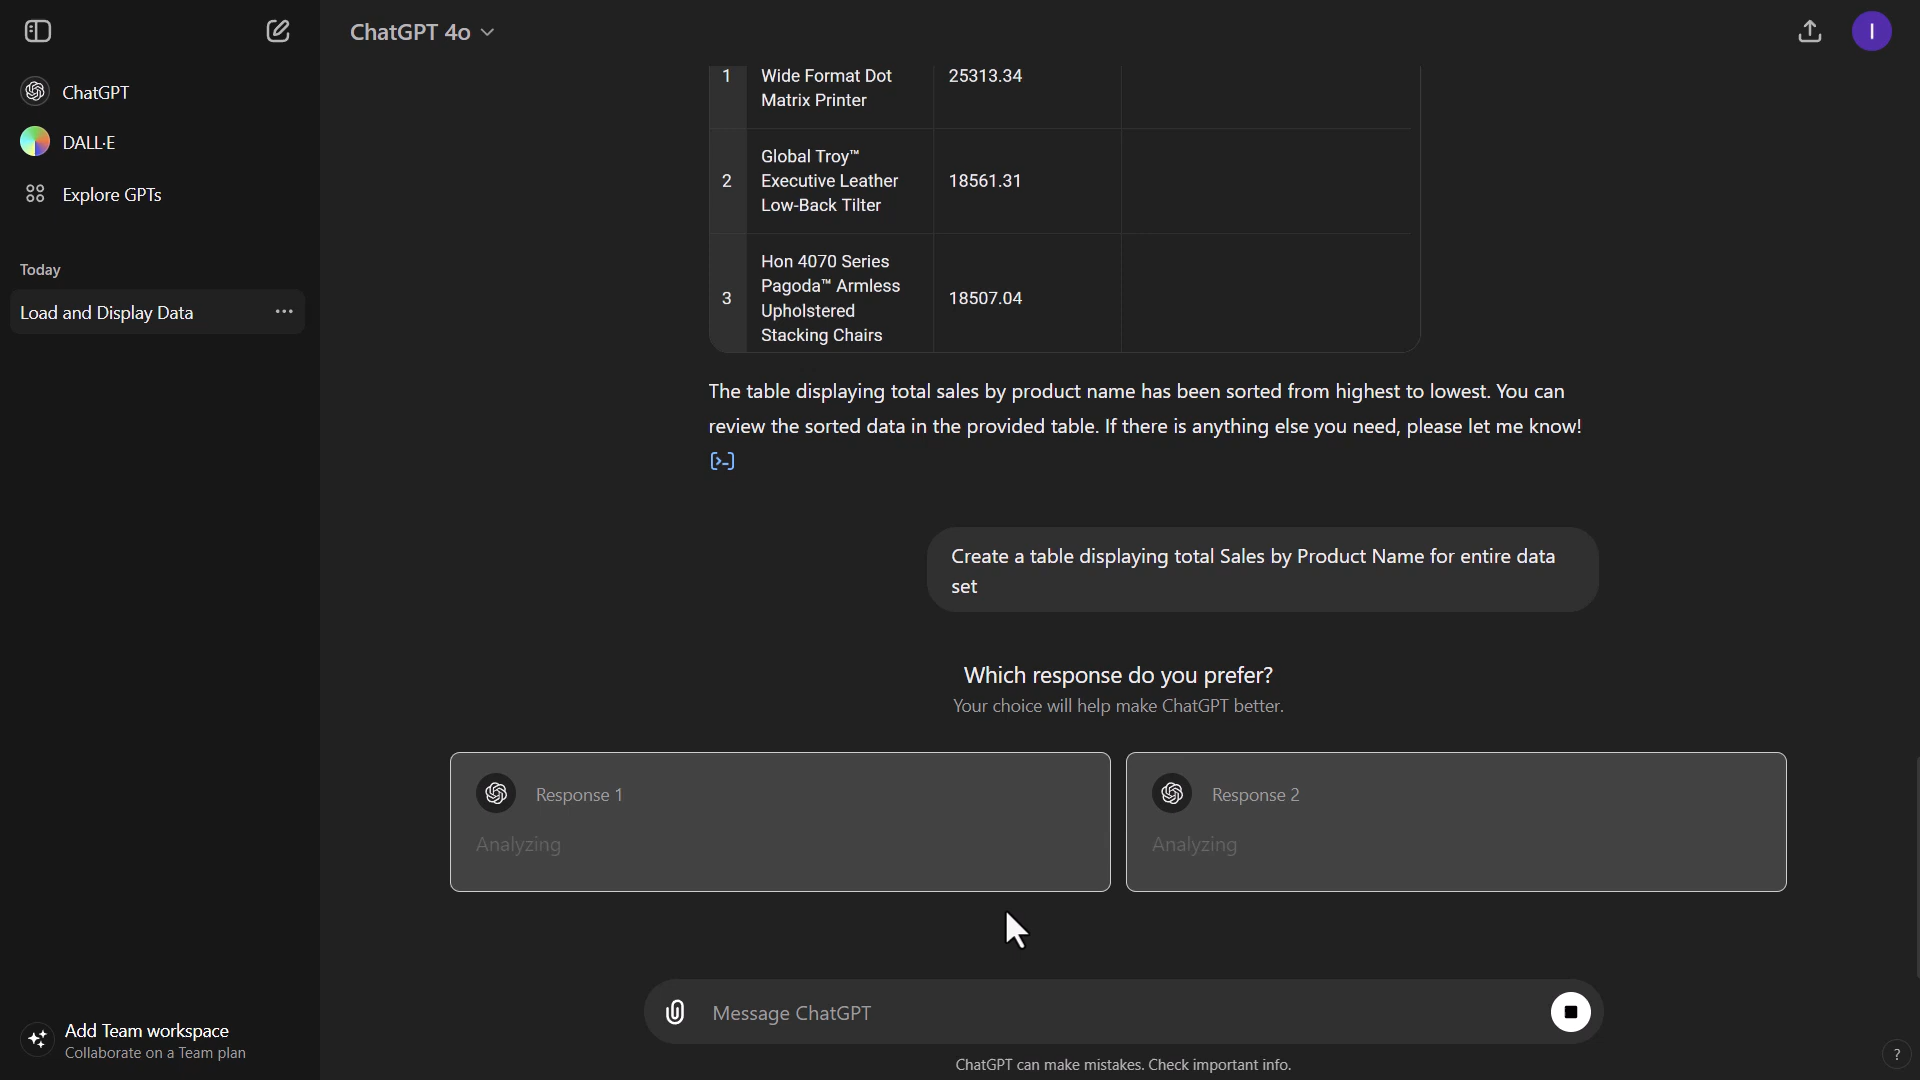 ChatGPT 4o
I
ChatGPT
DALL·E
Explore GPTs
Today
Load and Display Data
Add Team workspace
Collaborate on a Team plan
1
Wide Format Dot
Matrix Printer
25313.34
2
Global Troy™
Executive Leather
Low-Back Tilter
18561.31
3
Hon 4070 Series
Pagoda™ Armless
Upholstered
Stacking Chairs
18507.04
The table displaying total sales by product name has been sorted from highest to lowest. You can
review the sorted data in the provided table. If there is anything else you need, please let me know!
[>-]
Create a table displaying total Sales by Product Name for entire data
set
Which response do you prefer?
Your choice will help make ChatGPT better.
Response 1
Analyzing
Response 2
Analyzing
Message ChatGPT
ChatGPT can make mistakes. Check important info.
?